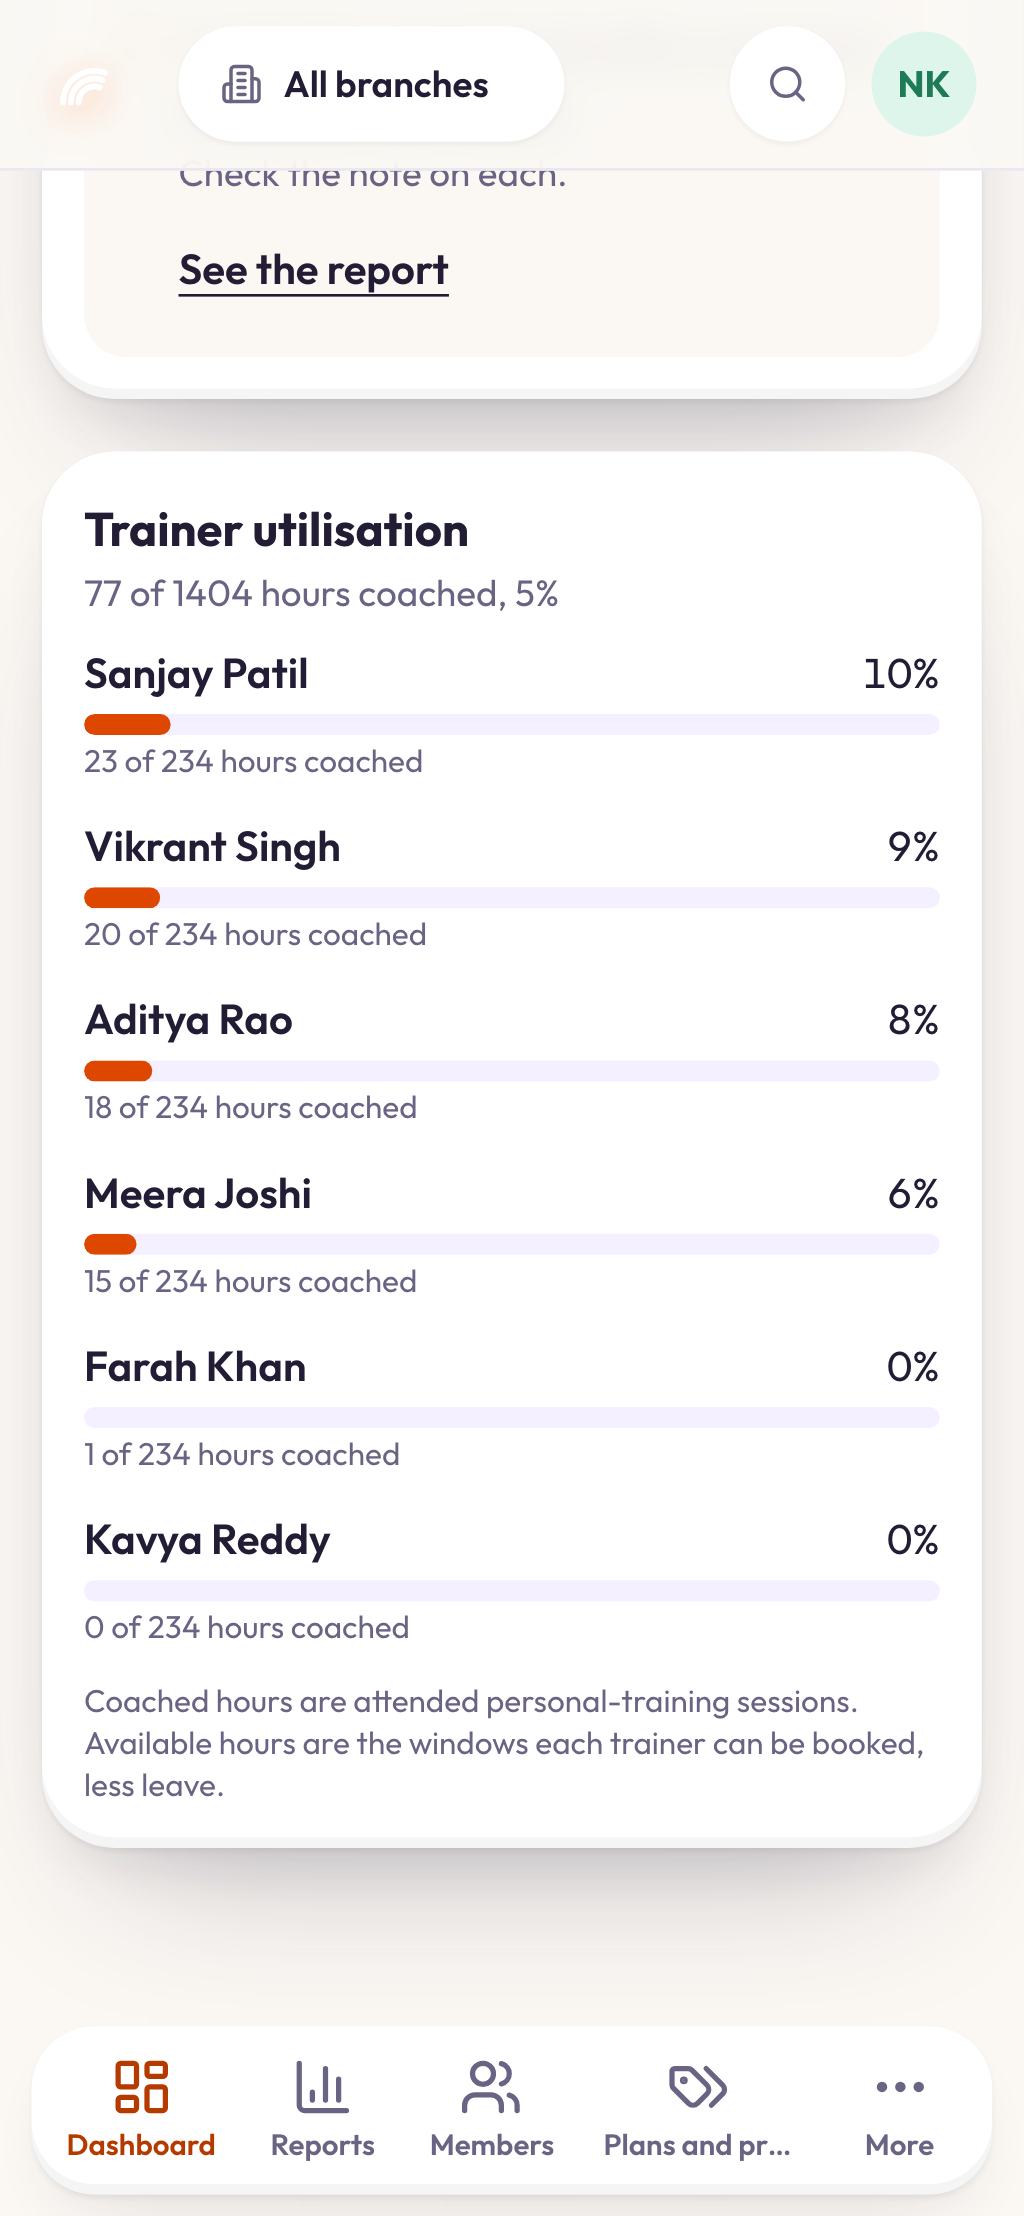 All branches
NK
Check the note on each.
See the report
Trainer utilisation
77 of 1404 hours coached, 5%
Sanjay Patil 10%
23 of 234 hours coached
Vikrant Singh 9%
20 of 234 hours coached
Aditya Rao 8%
18 of 234 hours coached
Meera Joshi 6%
15 of 234 hours coached
Farah Khan 0%
1 of 234 hours coached
Kavya Reddy 0%
0 of 234 hours coached
Coached hours are attended personal-training sessions.
Available hours are the windows each trainer can be booked,
less leave.
Dashboard Reports Members Plans and pr... More